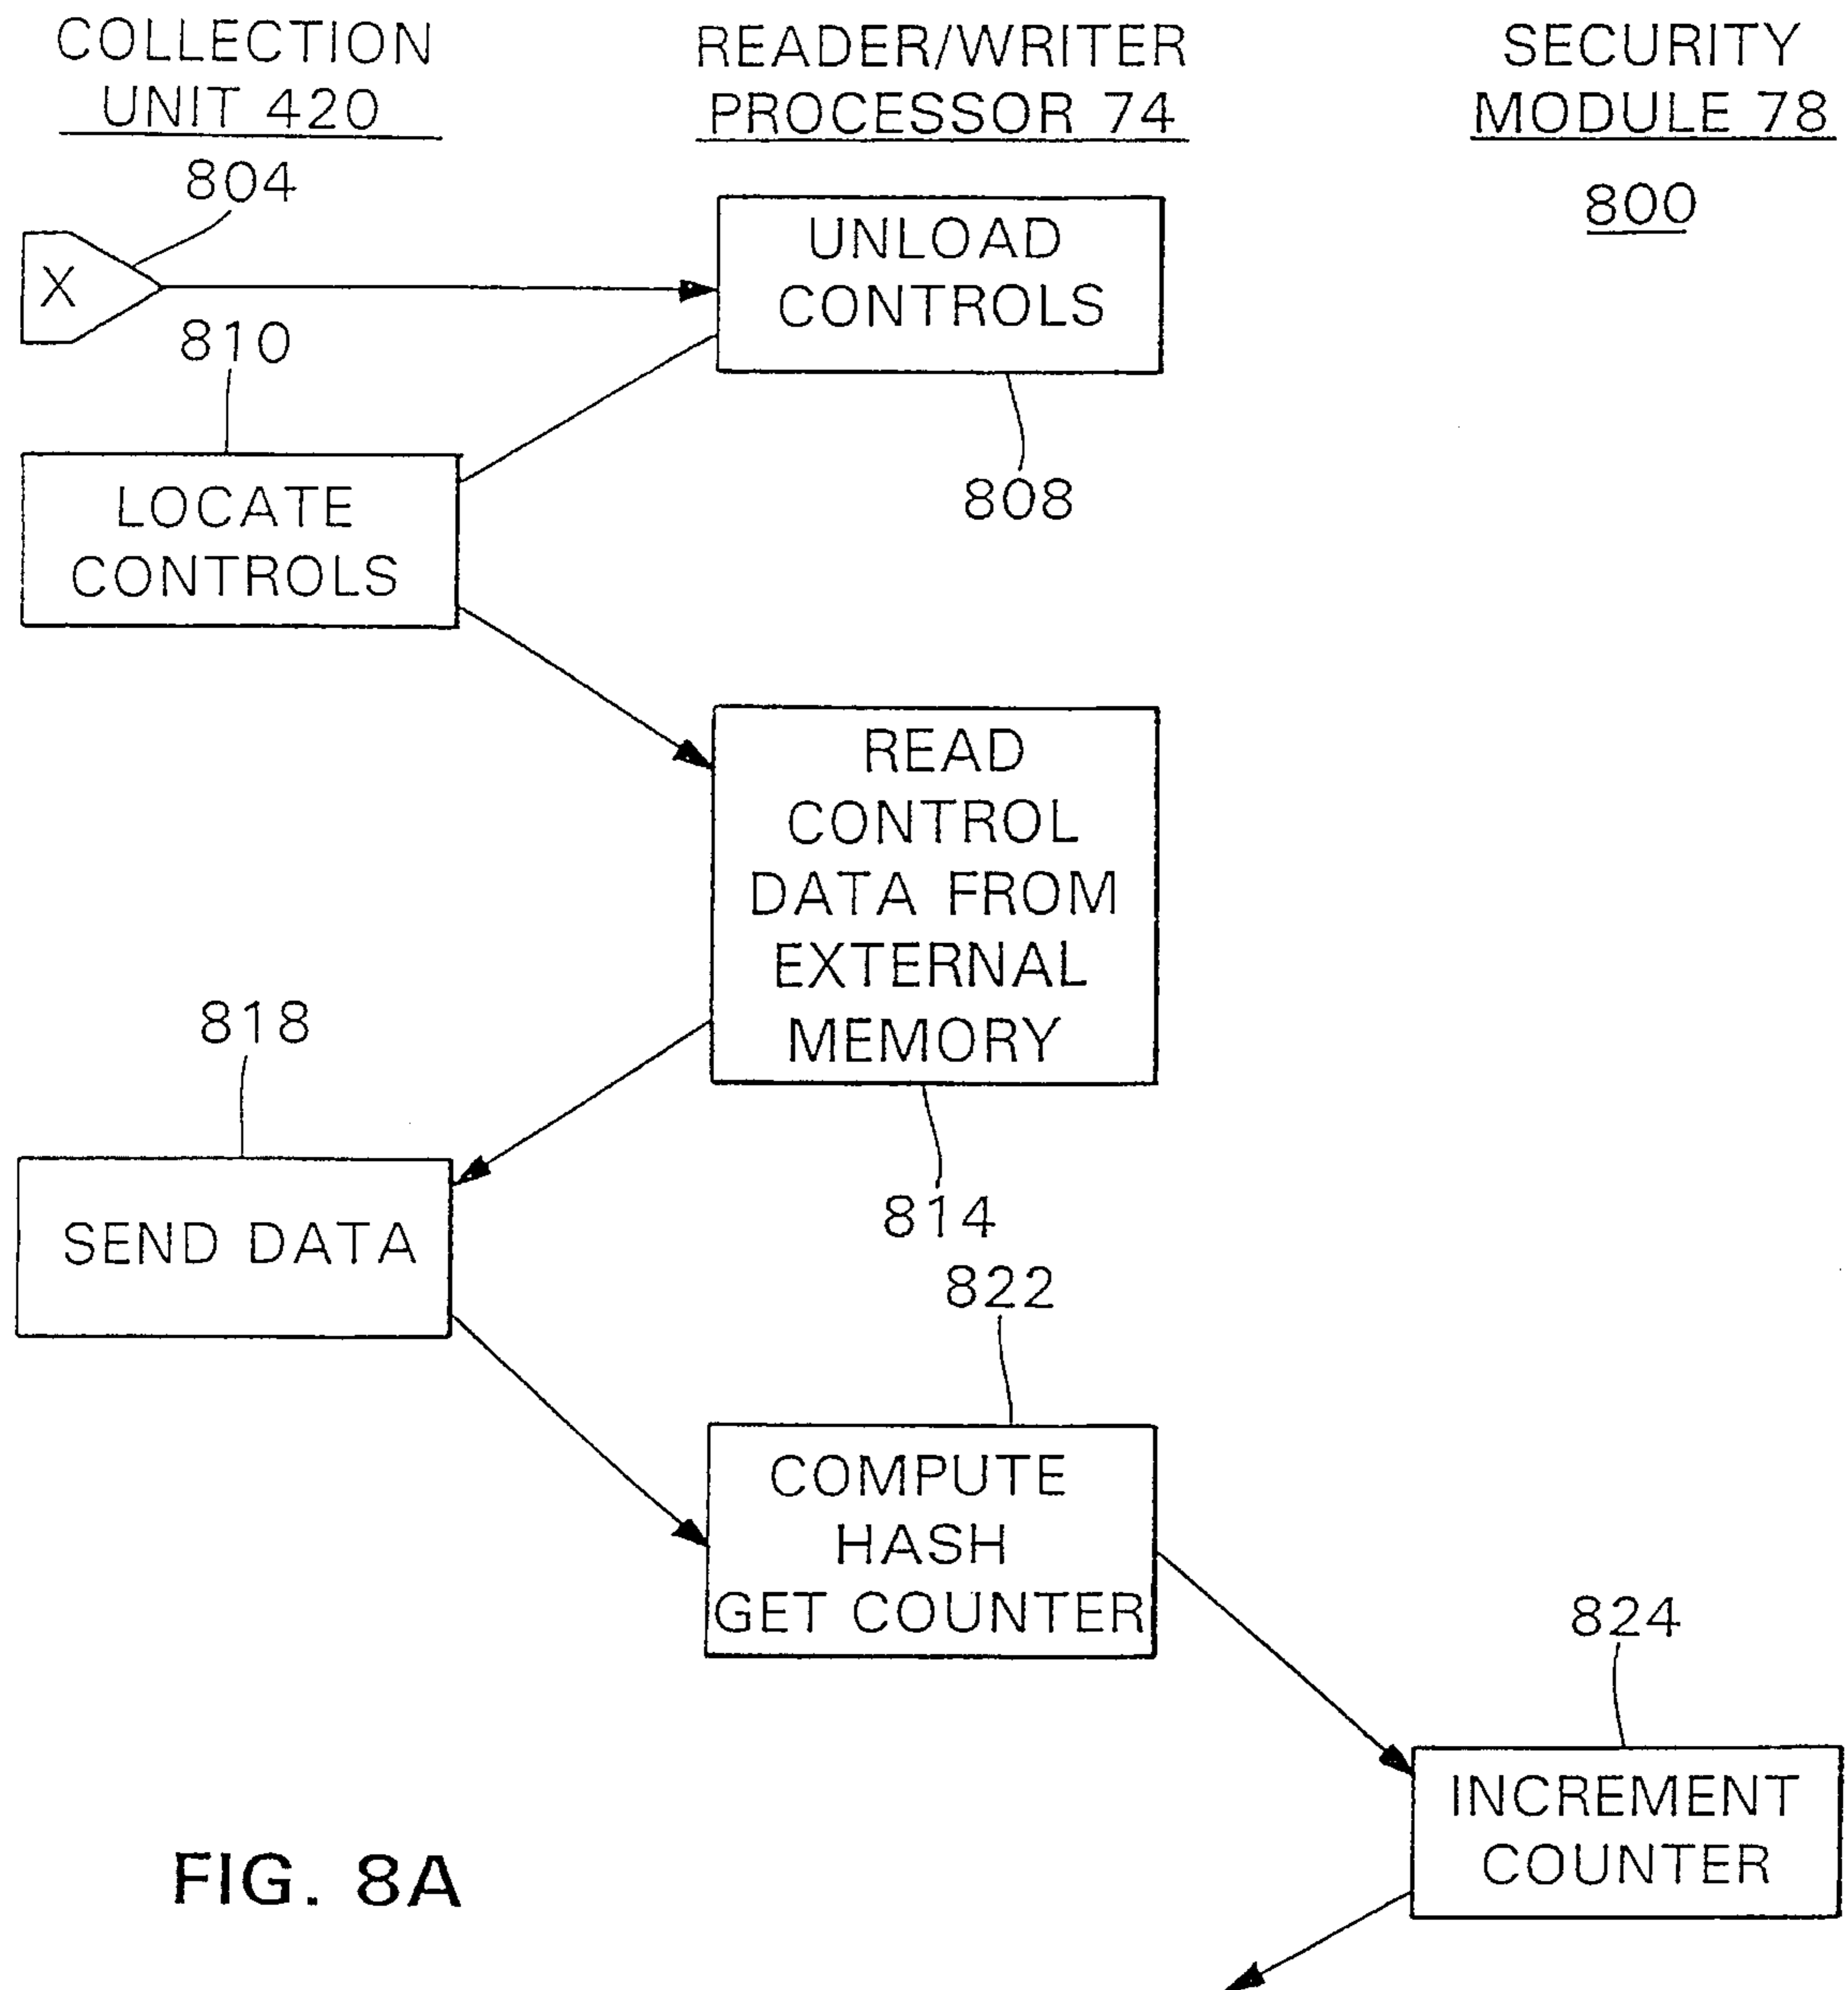 COLLECTION
UNIT 420
READER/WRITER
PROCESSOR 74
SECURITY
MODULE 78
800
804
X
UNLOAD
CONTROLS
808
810
LOCATE
CONTROLS
READ
CONTROL
DATA FROM
EXTERNAL
MEMORY
814
818
SEND DATA
822
COMPUTE
HASH
GET COUNTER
824
INCREMENT
COUNTER
FIG. 8A